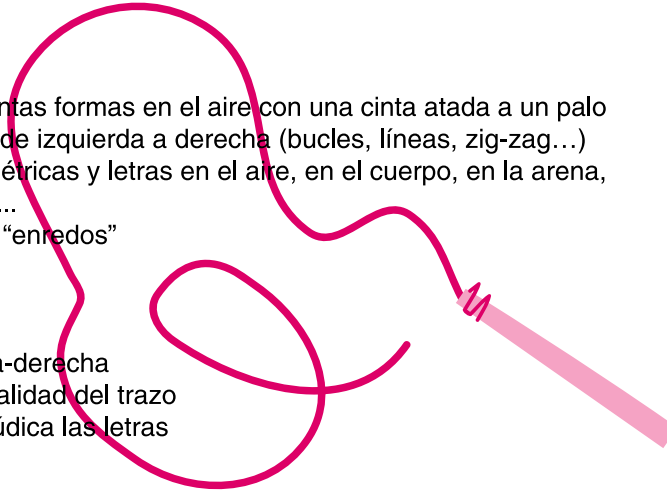 ntas formas en el aire con una cinta atada a un palo
de izquierda a derecha (bucles, líneas, zig-zag…)
étricas y letras en el aire, en el cuerpo, en la arena,
...
“enredos”
a-derecha
alidad del trazo
údica las letras